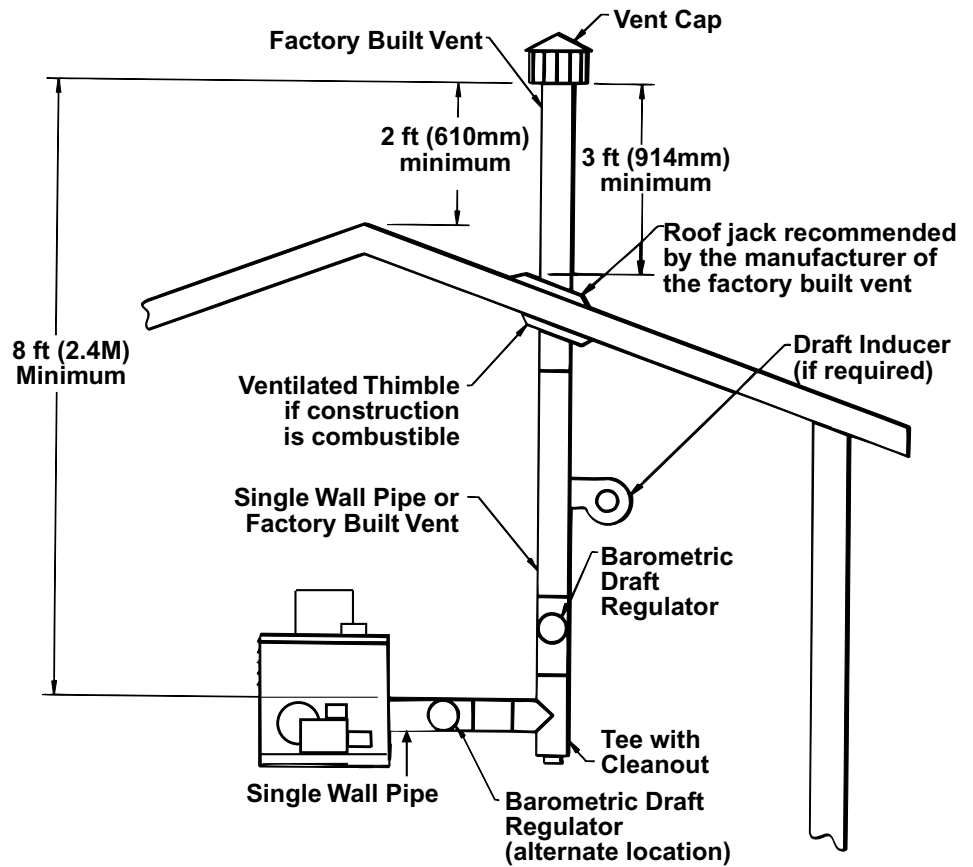 Vent Cap
Factory Built Vent
2 ft (610mm)
minimum
3 ft (914mm)
minimum
Roof jack recommended
by the manufacturer of
the factory built vent
8 ft (2.4M)
Minimum
Draft Inducer
(if required)
Ventilated Thimble
if construction
is combustible
Single Wall Pipe or
Factory Built Vent
Barometric
Draft
Regulator
Tee with
Cleanout
Single Wall Pipe
Barometric Draft
Regulator
(alternate location)